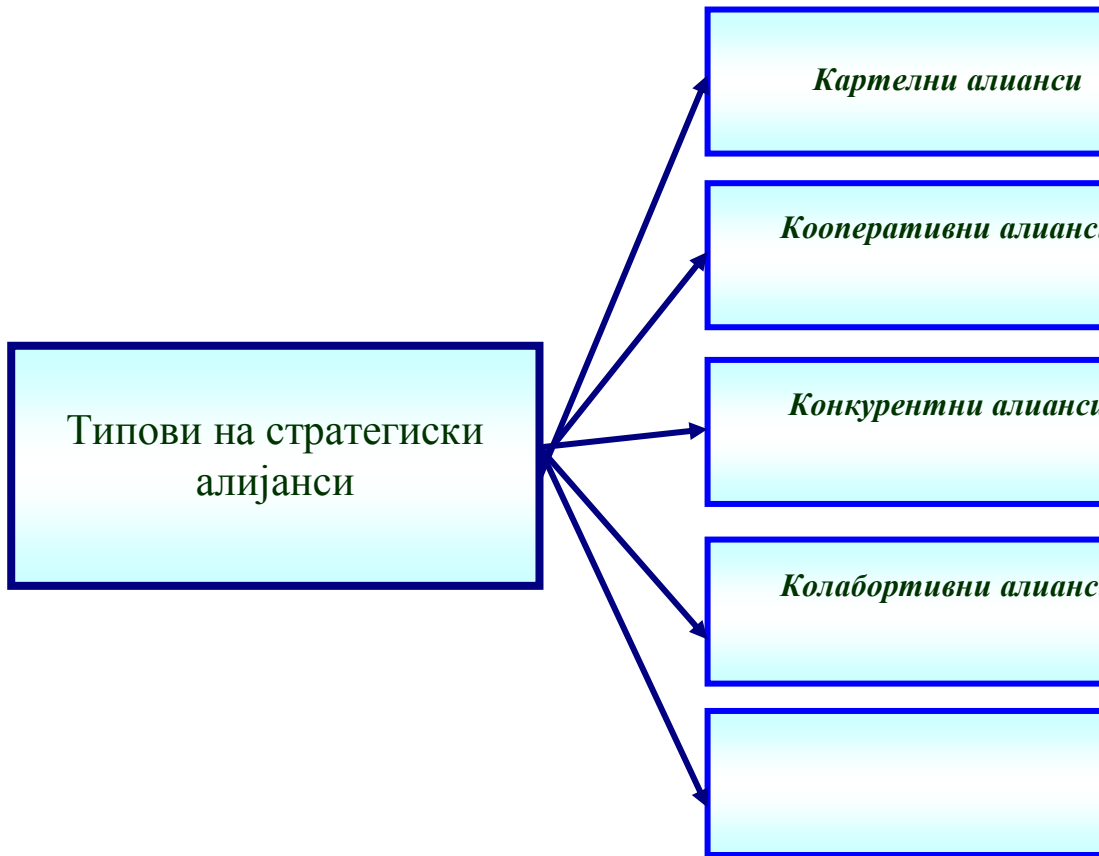 Картелни алианси
Кооперативни алианс
Конкурентни алианси
Типови на стратегиски
алијанси
Колабортивни алианс